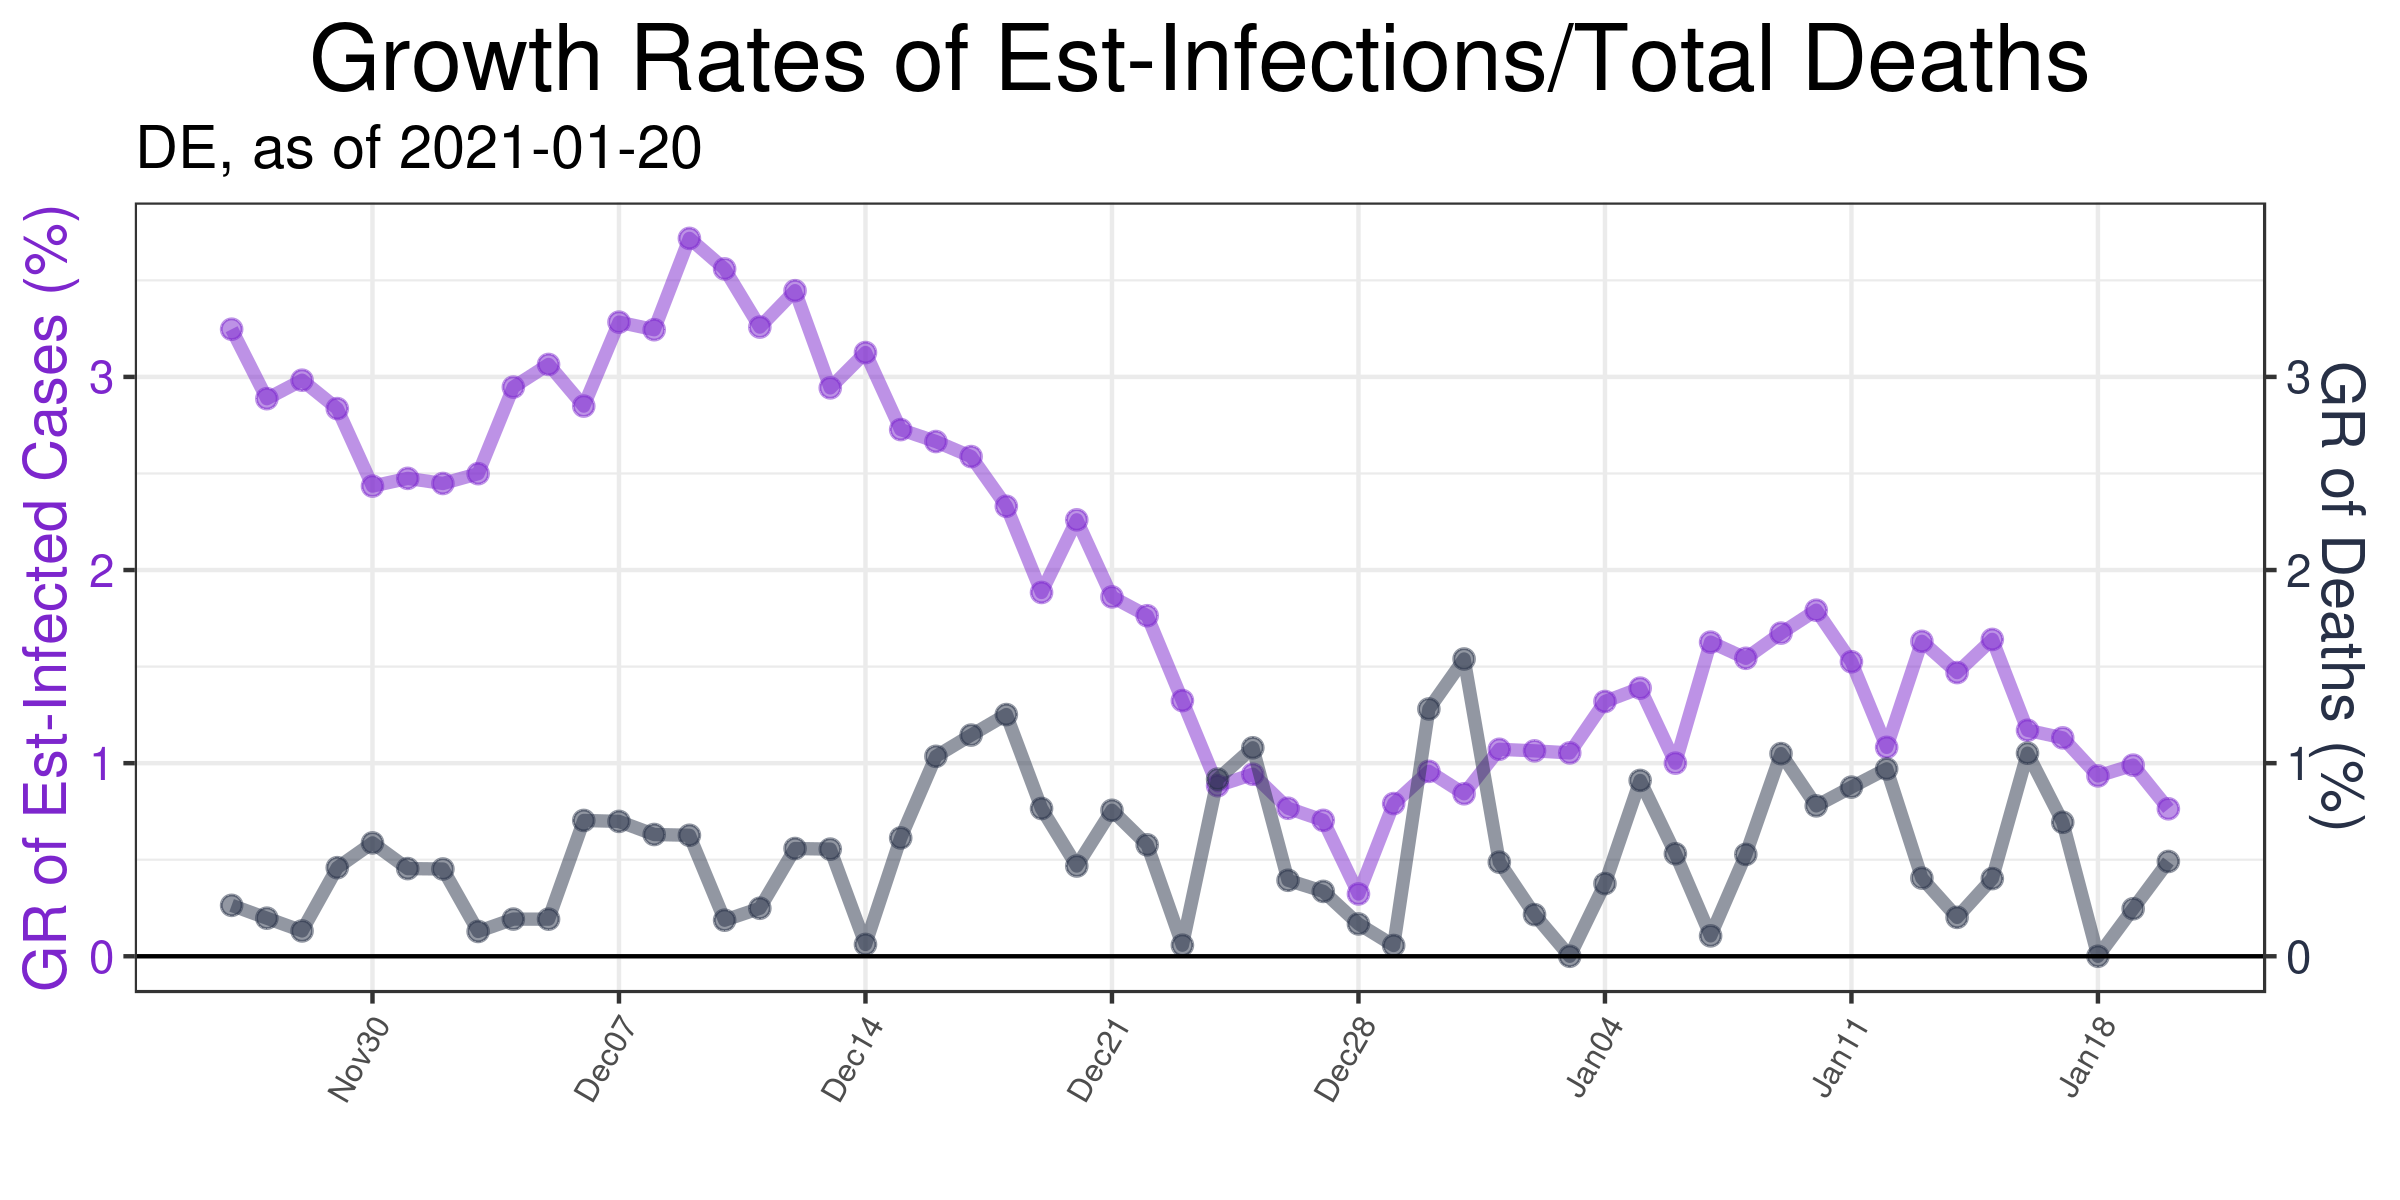 Growth Rates of Est-Infections/Total Deaths
DE, as of 2021-01-20
GR of Est-Infected Cases (%)
3
2
1
0
3
2
1
0
GR of Deaths (%)
Nov30
Dec07
Dec14
Dec21
Dec28
Jan04
Jan11
Jan18